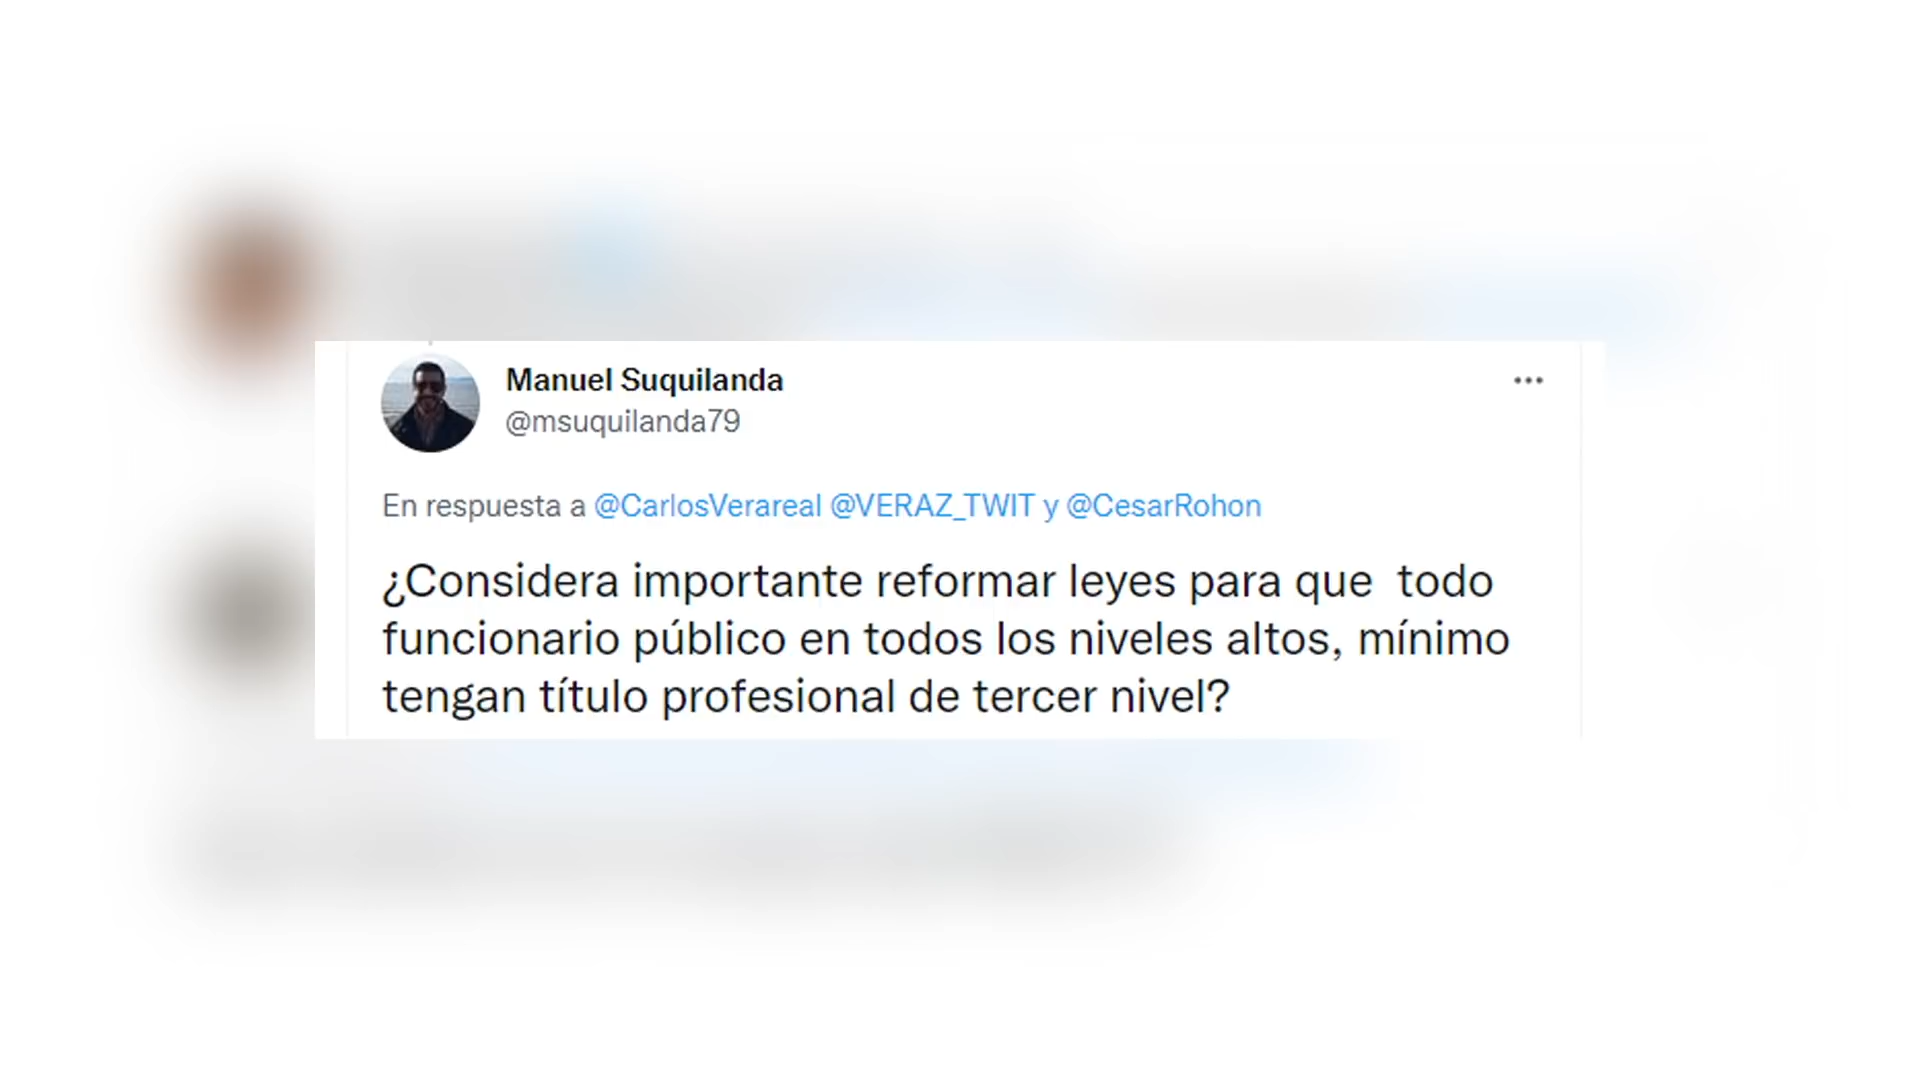 Manuel Suquilanda
@msuquilanda79
En respuesta a @CarlosVerareal @VERAZ_TWIT y @CesarRohon
¿Considera importante reformar leyes para que  todo
funcionario público en todos los niveles altos, mínimo
tengan título profesional de tercer nivel?